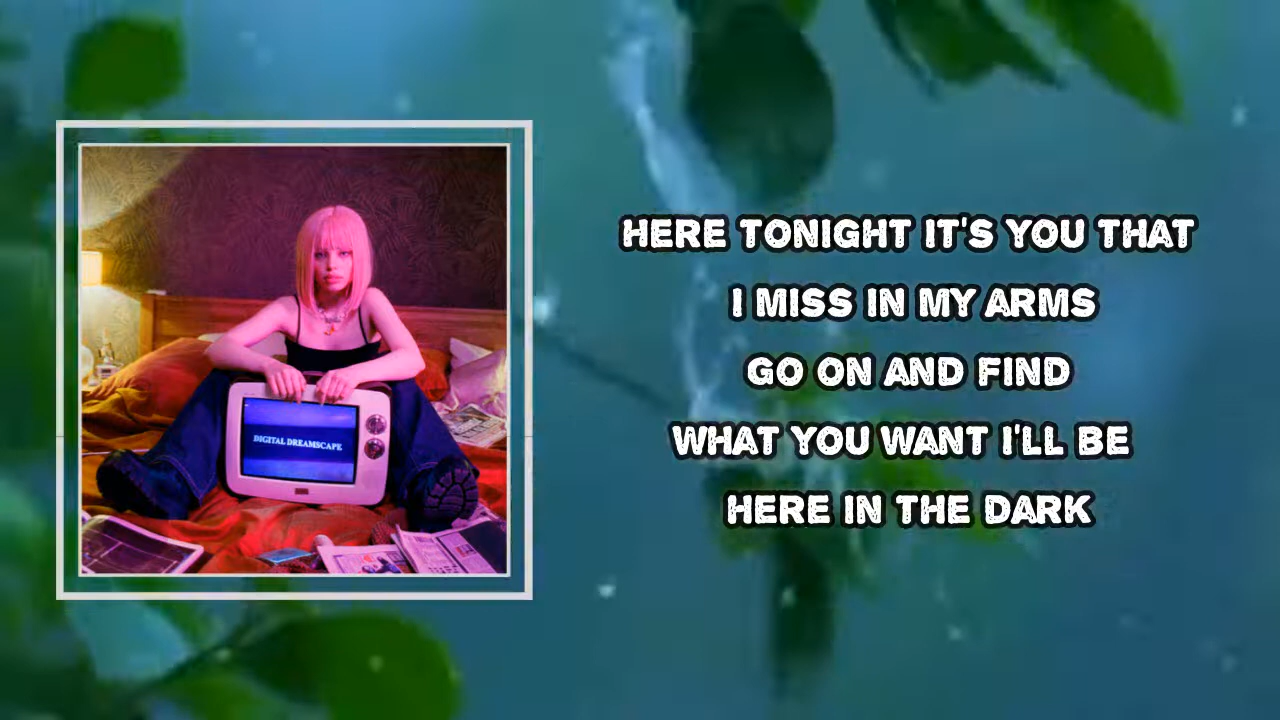 DIGITAL DREAMSCAPE
HERE TONIGHT IT'S YOU THAT
I MISS IN MY ARMS
GO ON AND FIND
WHAT YOU WANT I'LL BE
HERE IN THE DARK